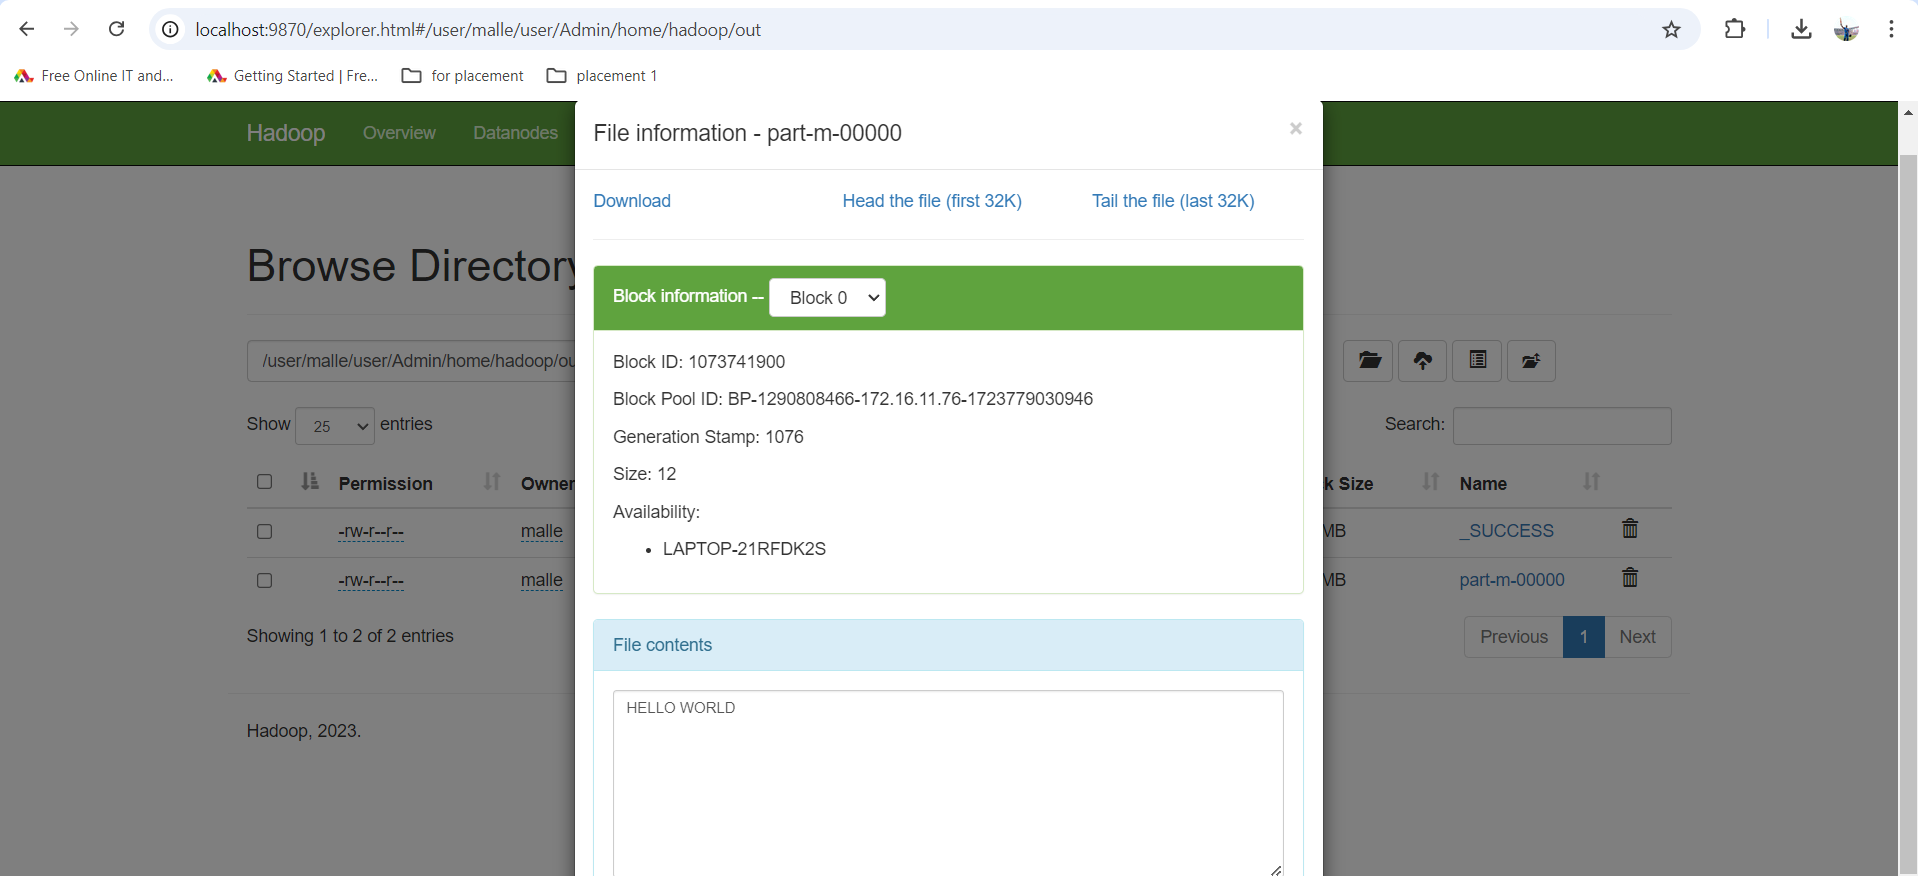 localhost:9870/explorer.html#/user/malle/user/Admin/home/hadoop/out
Free Online IT and... Getting Started | Fre... for placement placement 1
Hadoop Overview Datanodes
File information - part-m-00000 ×
Download Head the file (first 32K) Tail the file (last 32K)
Browse Directory
Block information -- Block 0
/user/malle/user/Admin/home/hadoop/ou
Block ID: 1073741900
Block Pool ID: BP-1290808466-172.16.11.76-1723779030946
Show 25 entries
Search:
Generation Stamp: 1076
Size: 12
Permission Owner k Size Name
Availability:
-rw-r--r-- malle MB _SUCCESS
LAPTOP-21RFDK2S
-rw-r--r-- malle MB part-m-00000
Showing 1 to 2 of 2 entries
Previous 1 Next
File contents
HELLO WORLD
Hadoop, 2023.